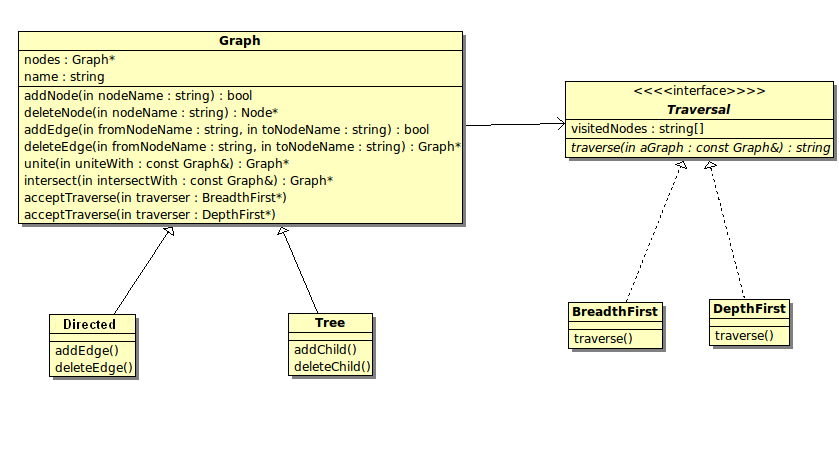 Graph
nodes : Graph*
name : string
addNode(in nodeName : string) : bool
deleteNode(in nodeName : string) : Node*
addEdge(in fromNodeName : string, in toNodeName : string) : bool
deleteEdge(in fromNodeName : string, in toNodeName : string) : Graph*
unite(in uniteWith : const Graph&) : Graph*
intersect(in intersectWith : const Graph&) : Graph*
acceptTraverse(in traverser : BreadthFirst*)
acceptTraverse(in traverser : DepthFirst*)
<<<<interface>>>>
Traversal
visitedNodes : string[]
traverse(in aGraph : const Graph&) : string
Directed
addEdge()
deleteEdge()
Tree
addChild()
deleteChild()
BreadthFirst
traverse()
DepthFirst
traverse()